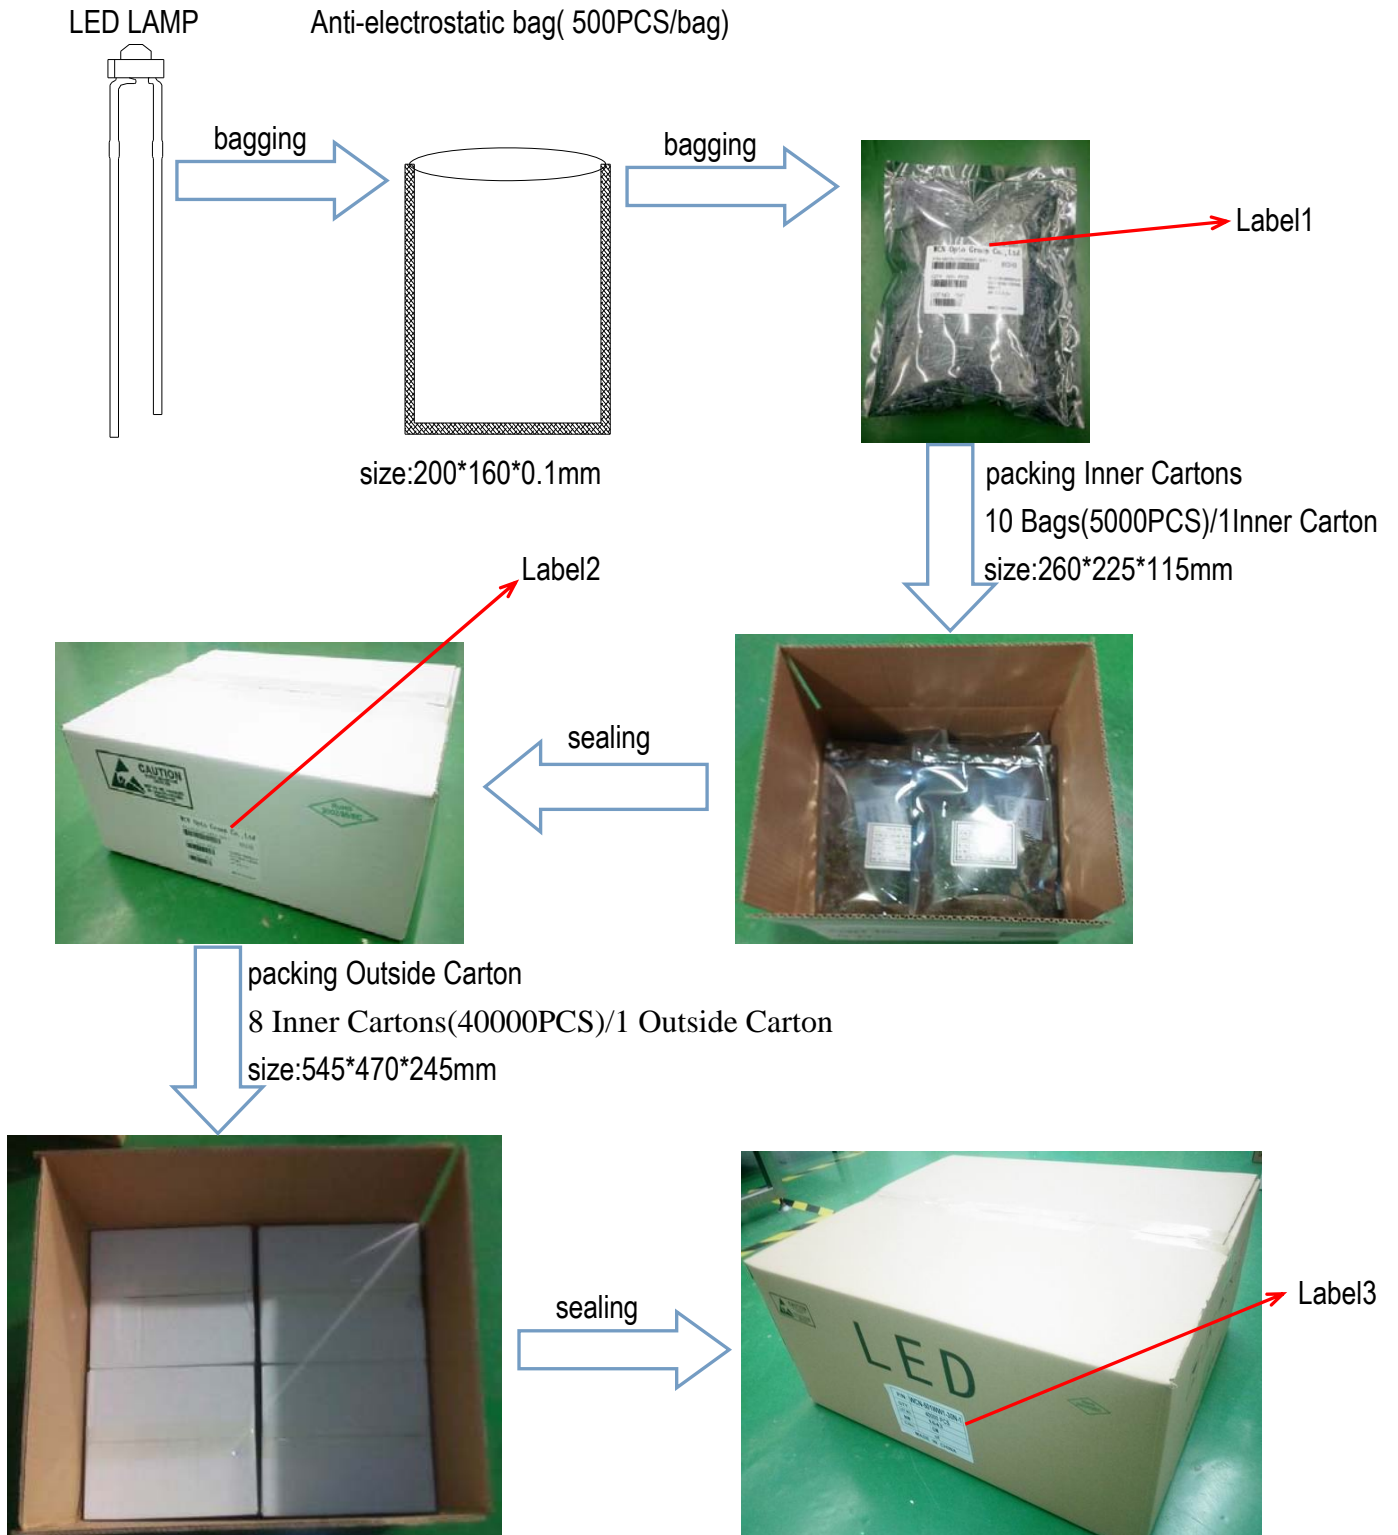 LED LAMP
Anti-electrostatic bag( 500PCS/bag)
bagging
bagging
Label1
size:200*160*0.1mm
packing Inner Cartons
10 Bags(5000PCS)/1Inner Carton
size:260*225*115mm
Label2
sealing
CAUTION
packing Outside Carton
8 Inner Cartons(40000PCS)/1 Outside Carton
size:545*470*245mm
sealing
Label3
LED